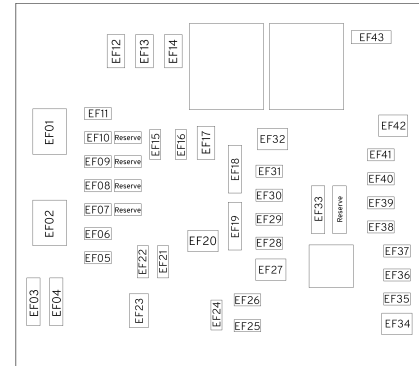 EF12
EF13
EF14
EF43
EF01
EF11
EF10 Reserve
EF15
EF16
EF17
EF32
EF42
EF09 Reserve
EF18
EF41
EF08 Reserve
EF31
EF40
EF02
EF07 Reserve
EF30
EF33
Reserve
EF39
EF19
EF29
EF06
EF20
EF28
EF38
EF05
EF22
EF21
EF27
EF37
EF36
EF03
EF04
EF23
EF24
EF26
EF35
EF25
EF34